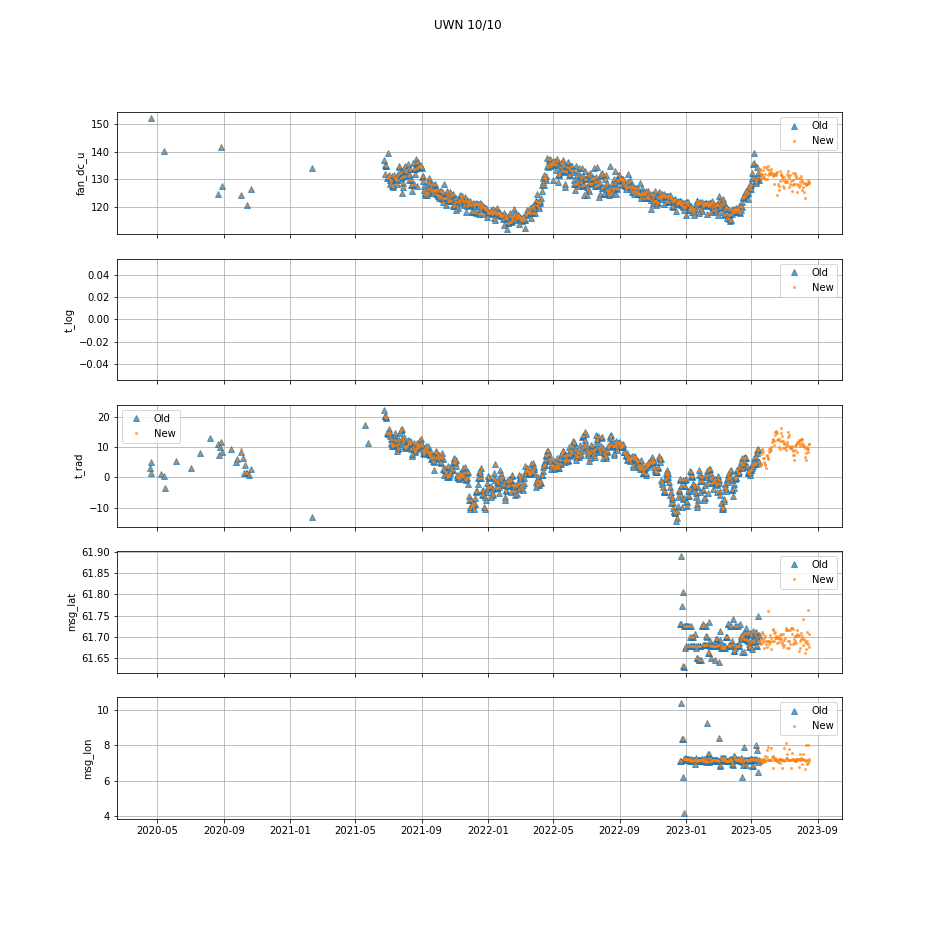 UWN 10/10
150
140
130
120
fan_dc_u
Old
New
0.04
0.02
0.00
−0.02
−0.04
t_log
Old
New
20
10
0
−10
t_rad
Old
New
61.90
61.85
61.80
61.75
61.70
61.65
msg_lat
Old
New
10
8
6
4
msg_lon
Old
New
2020-05 2020-09 2021-01 2021-05 2021-09 2022-01 2022-05 2022-09 2023-01 2023-05 2023-09